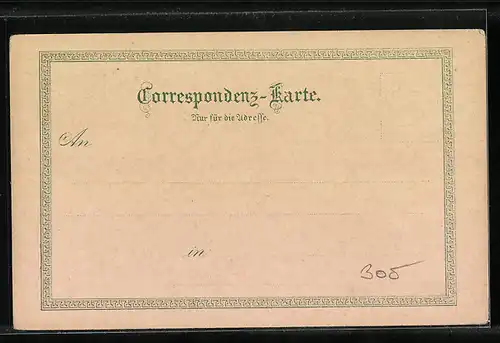 Correspondenz-Karte.
Nur für die Adresse.
An
in
305